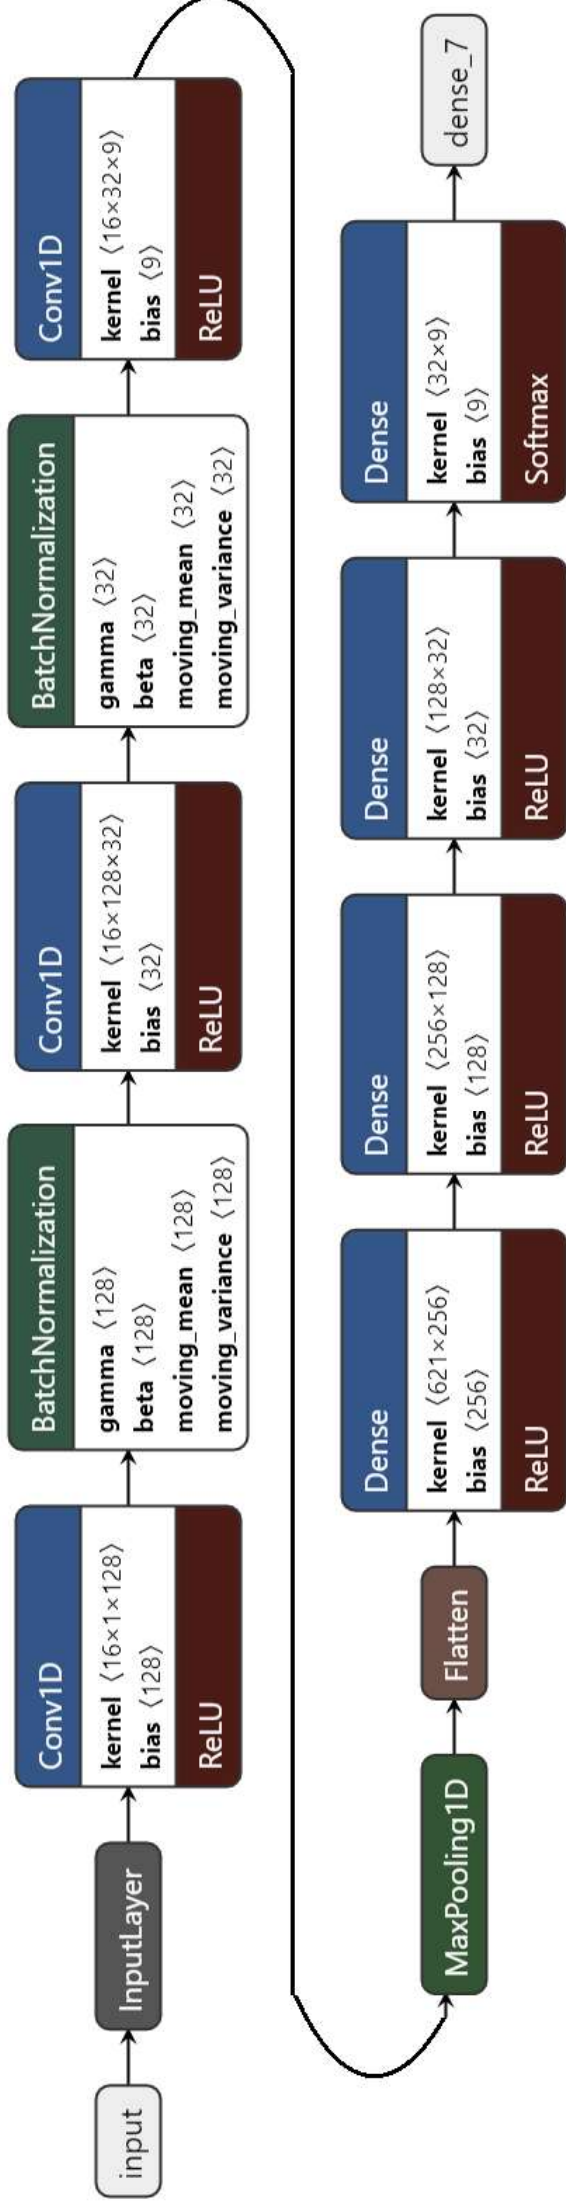 input
InputLayer
Conv1D
kernel ⟨16×1×128⟩
bias ⟨128⟩
ReLU
BatchNormalization
gamma ⟨128⟩
beta ⟨128⟩
moving_mean ⟨128⟩
moving_variance ⟨128⟩
Conv1D
kernel ⟨16×128×32⟩
bias ⟨32⟩
ReLU
BatchNormalization
gamma ⟨32⟩
beta ⟨32⟩
moving_mean ⟨32⟩
moving_variance ⟨32⟩
Conv1D
kernel ⟨16×32×9⟩
bias ⟨9⟩
ReLU
MaxPooling1D
Flatten
Dense
kernel ⟨621×256⟩
bias ⟨256⟩
ReLU
Dense
kernel ⟨256×128⟩
bias ⟨128⟩
ReLU
Dense
kernel ⟨128×32⟩
bias ⟨32⟩
ReLU
Dense
kernel ⟨32×9⟩
bias ⟨9⟩
Softmax
dense_7